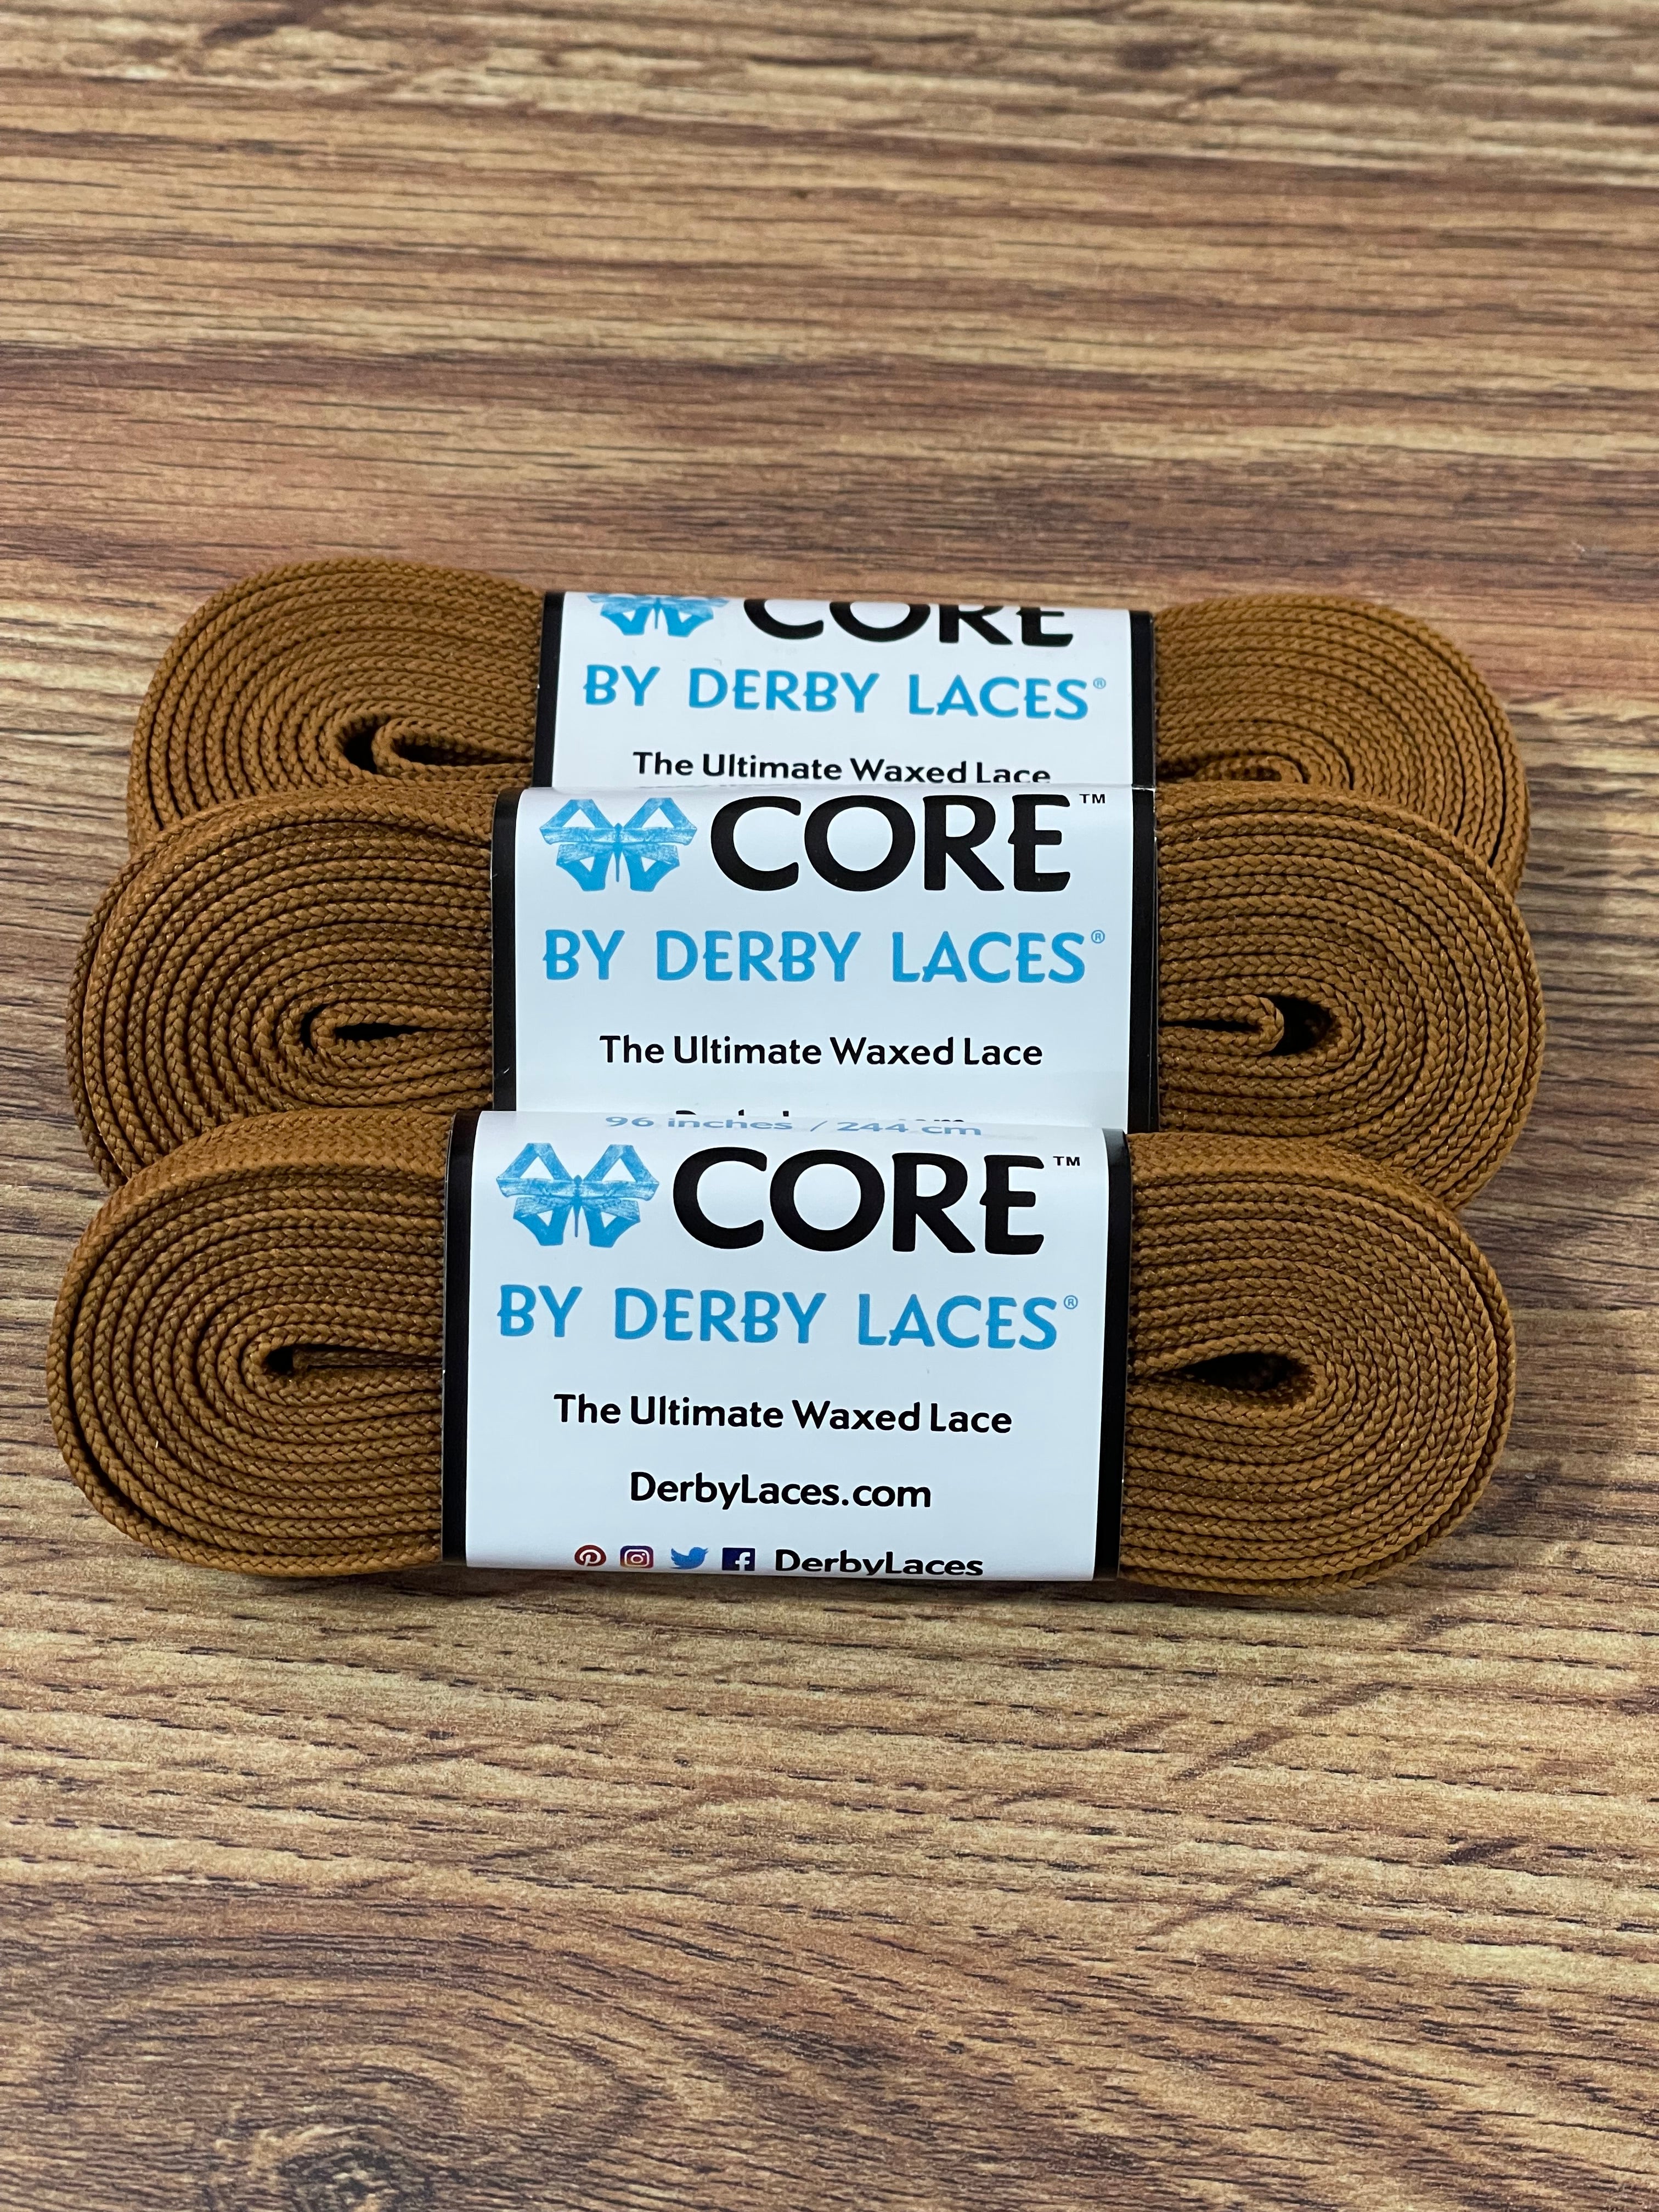 CORE
BY DERBY LACES®
The Ultimate Waxed Lace
CORE™
BY DERBY LACES®
The Ultimate Waxed Lace
96 inches / 244 cm
CORE™
BY DERBY LACES®
The Ultimate Waxed Lace
DerbyLaces.com
DerbyLaces